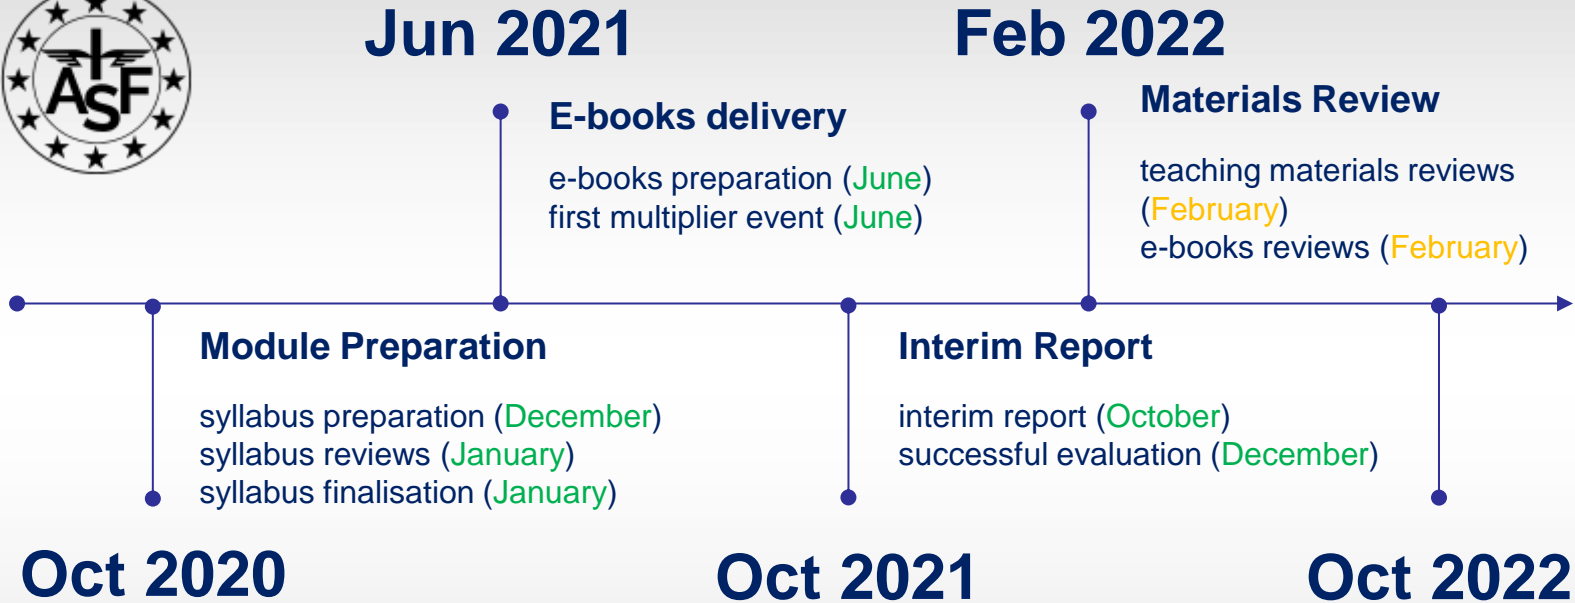 IASF
Jun 2021
Feb 2022
E-books delivery
e-books preparation (June)
first multiplier event (June)
Materials Review
teaching materials reviews
(February)
e-books reviews (February)
Module Preparation
syllabus preparation (December)
syllabus reviews (January)
syllabus finalisation (January)
Interim Report
interim report (October)
successful evaluation (December)
Oct 2020
Oct 2021
Oct 2022